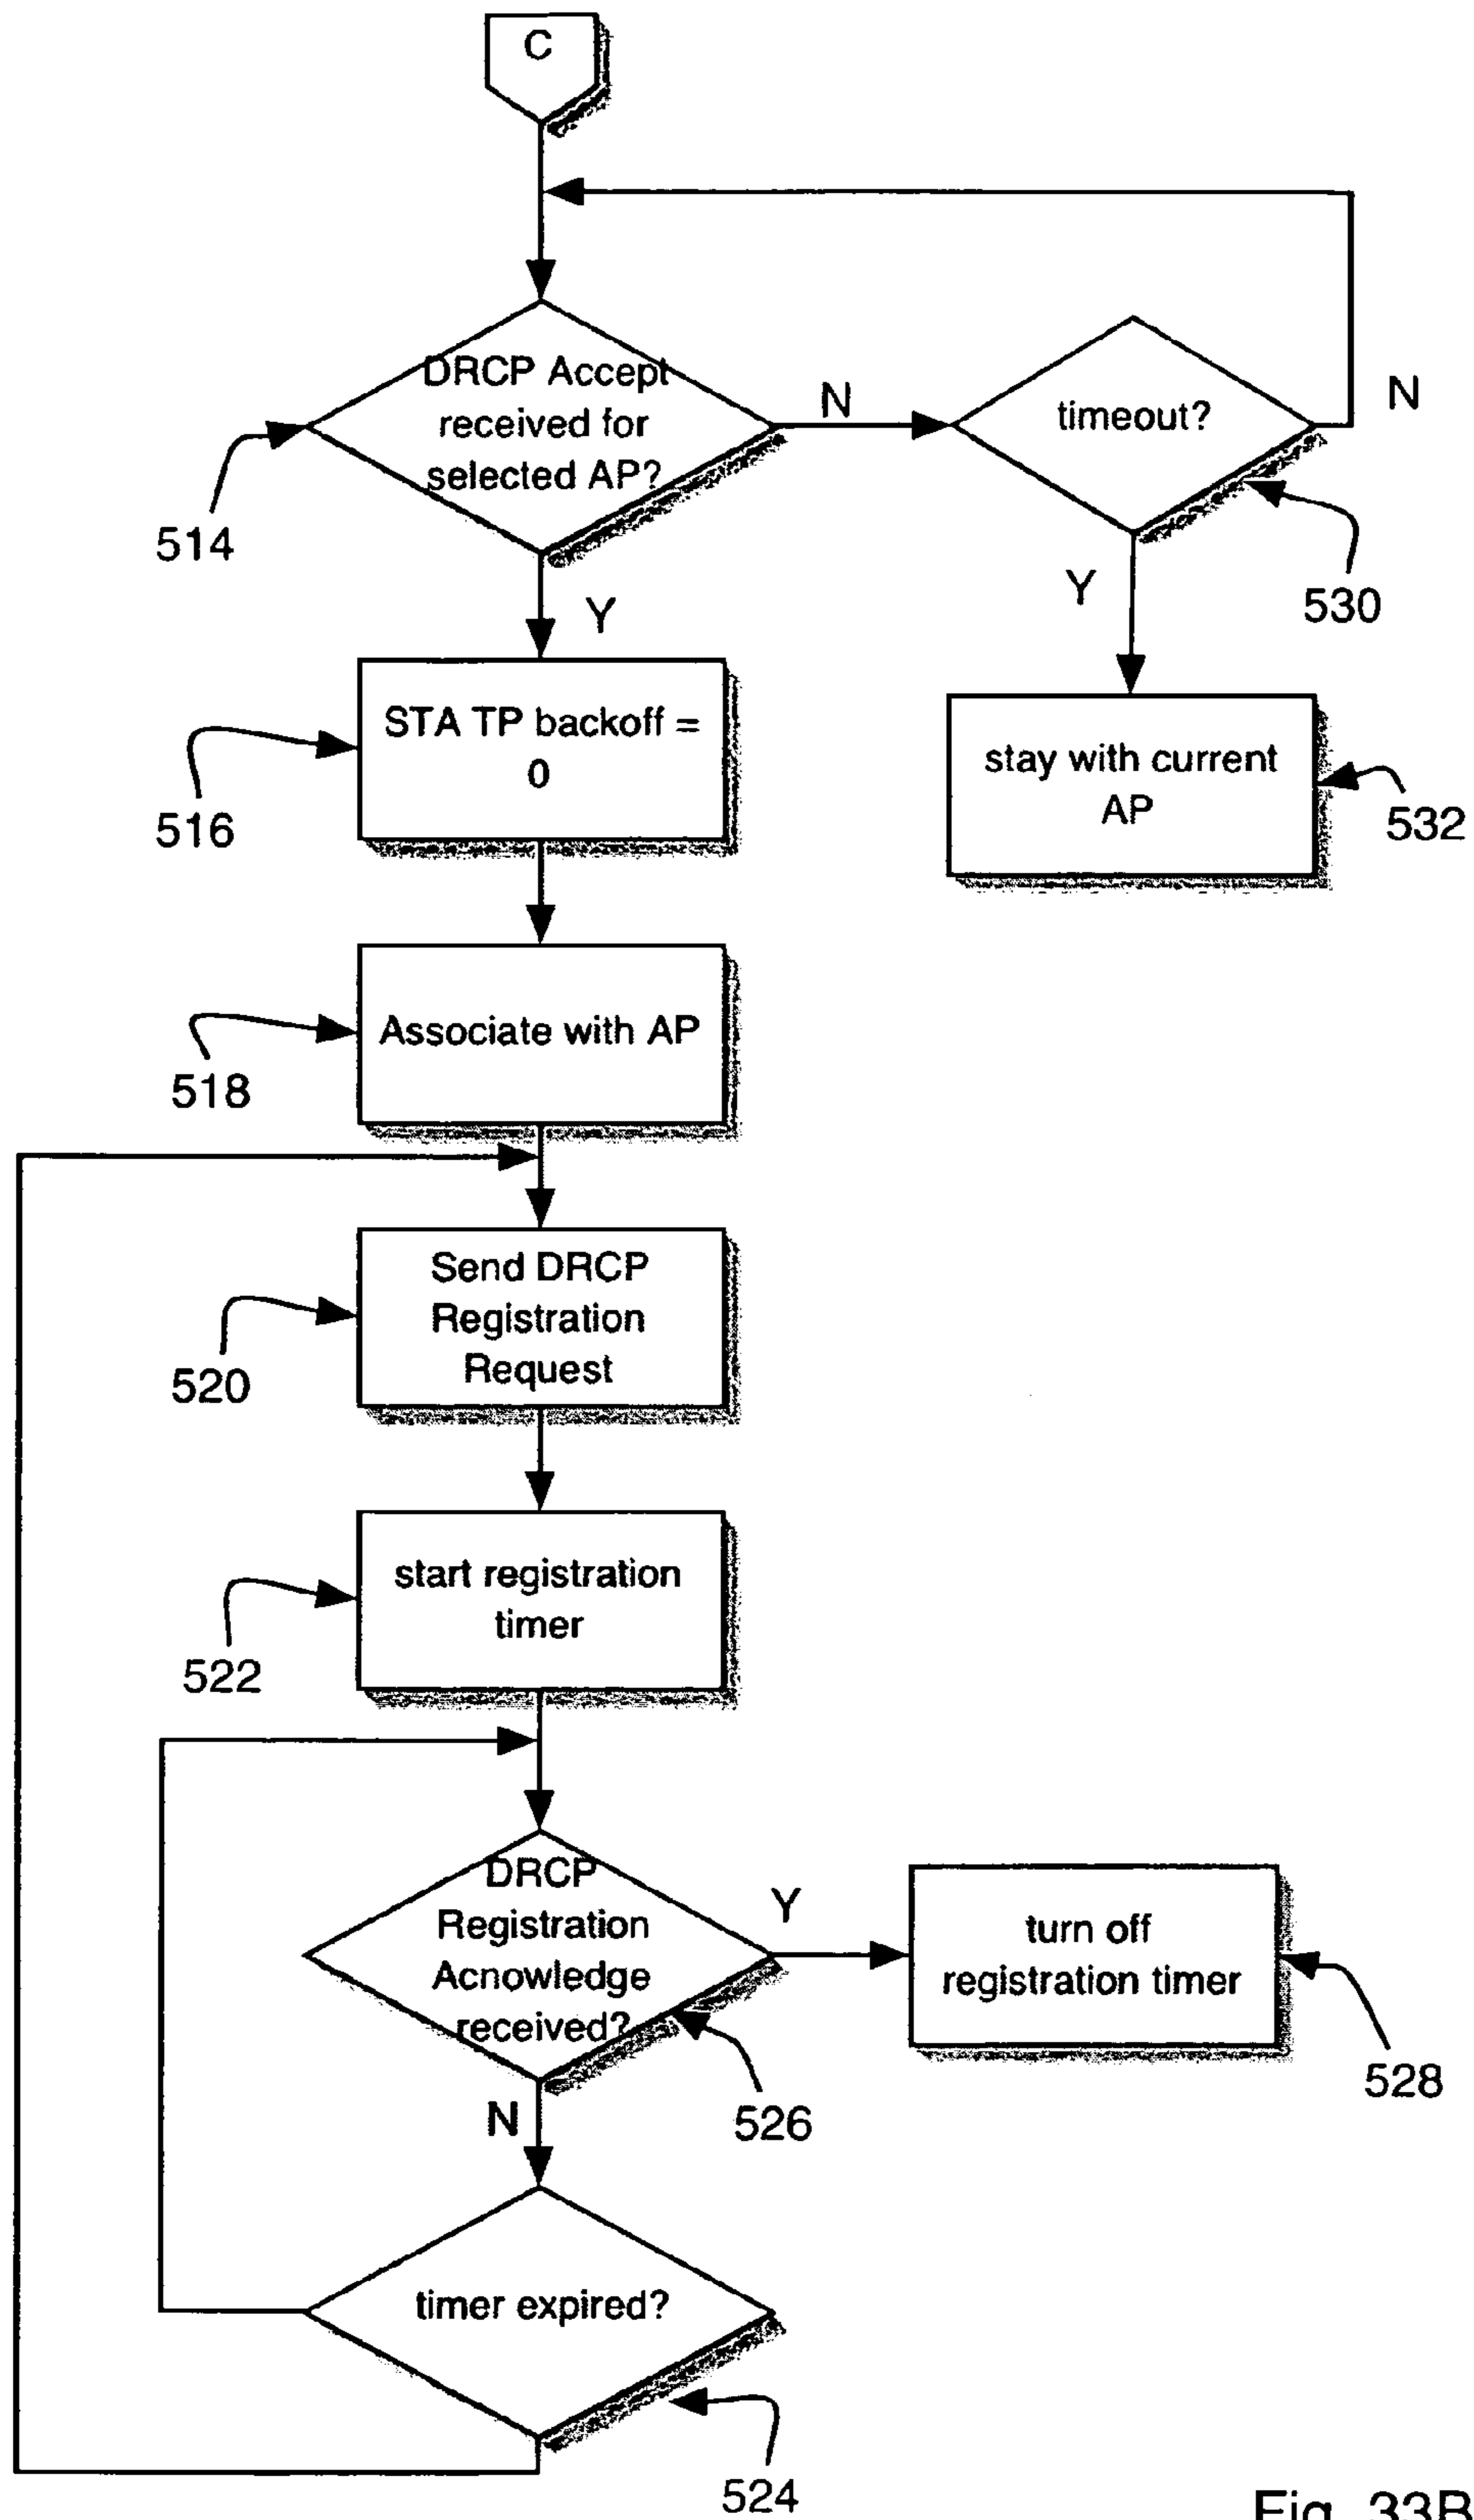 C
DRCP Accept
received for
selected AP?
N
timeout?
N
514
530
Y
Y
STA TP backoff =
0
516
stay with current
AP
532
Associate with AP
518
Send DRCP
Registration
Request
520
start registration
timer
522
DRCP
Registration
Acnowledge
received?
Y
turn off
registration timer
526
528
N
timer expired?
524
Fig. 33B